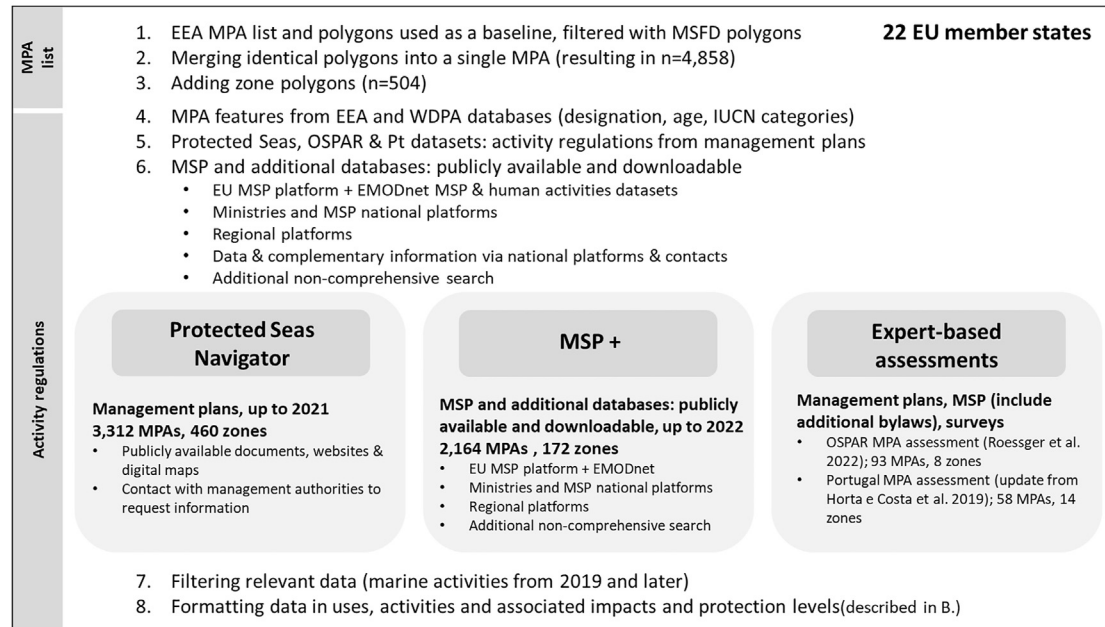 MPA
list
1. EEA MPA list and polygons used as a baseline, filtered with MSFD polygons
22 EU member states
2. Merging identical polygons into a single MPA (resulting in n=4,858)
3. Adding zone polygons (n=504)
Activity regulations
4. MPA features from EEA and WDPA databases (designation, age, IUCN categories)
5. Protected Seas, OSPAR & Pt datasets: activity regulations from management plans
6. MSP and additional databases: publicly available and downloadable
• EU MSP platform + EMODnet MSP & human activities datasets
• Ministries and MSP national platforms
• Regional platforms
• Data & complementary information via national platforms & contacts
• Additional non-comprehensive search
Protected Seas
Navigator
Management plans, up to 2021
3,312 MPAs, 460 zones
• Publicly available documents, websites &
digital maps
• Contact with management authorities to
request information
MSP +
MSP and additional databases: publicly
available and downloadable, up to 2022
2,164 MPAs , 172 zones
• EU MSP platform + EMODnet
• Ministries and MSP national platforms
• Regional platforms
• Additional non-comprehensive search
Expert-based
assessments
Management plans, MSP (include
additional bylaws), surveys
• OSPAR MPA assessment (Roessger et al.
2022); 93 MPAs, 8 zones
• Portugal MPA assessment (update from
Horta e Costa et al. 2019); 58 MPAs, 14
zones
7. Filtering relevant data (marine activities from 2019 and later)
8. Formatting data in uses, activities and associated impacts and protection levels(described in B.)